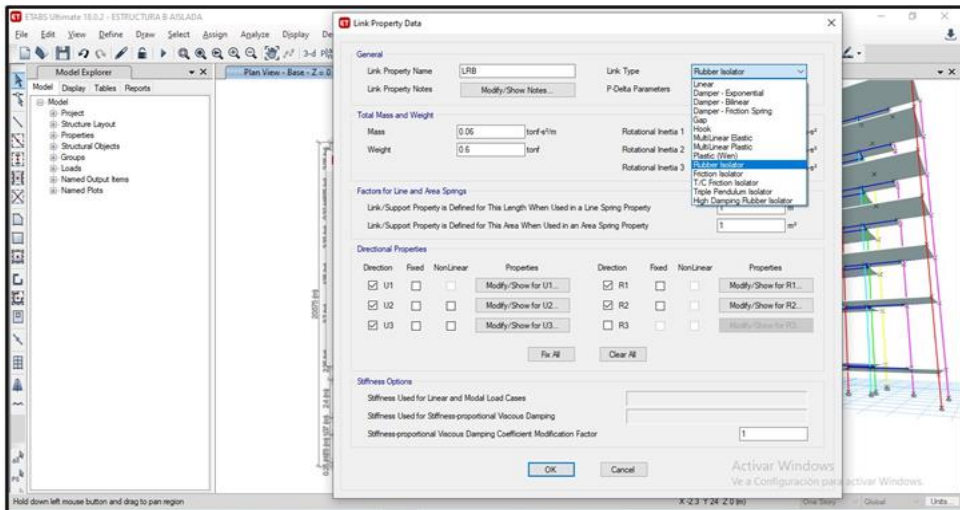 ETABS Ultimate 18.0.2 - ESTRUCTURA B AISLADA
File Edit View Define Draw Select Assign Analyze Display
Model Explorer
Plan View - Base - Z = 0
Model Display Tables Reports
Model
Project
Structure Layout
Properties
Structural Objects
Groups
Loads
Named Output Items
Named Plots
Link Property Data
General
Link Property Name LRB Link Type Rubber Isolator
Link Property Notes Modify/Show Notes... P-Delta Parameters
Linear
Damper - Exponential
Damper - Bilinear
Damper - Friction Spring
Gap
Hook
MultiLinear Elastic
MultiLinear Plastic
Plastic (Wen)
Rubber Isolator
Friction Isolator
T/C Friction Isolator
Triple Pendulum Isolator
High Damping Rubber Isolator
Total Mass and Weight
Mass 0.06 tonf-s²/m Rotational Inertia 1
Weight 0.6 tonf Rotational Inertia 2
Rotational Inertia 3
Factors for Line and Area Springs
Link/Support Property is Defined for This Length When Used in a Line Spring Property 1 m
Link/Support Property is Defined for This Area When Used in an Area Spring Property 1 m²
Directional Properties
Direction Fixed NonLinear Properties Direction Fixed NonLinear Properties
U1 Modify/Show for U1... R1 Modify/Show for R1...
U2 Modify/Show for U2... R2 Modify/Show for R2...
U3 Modify/Show for U3... R3 Modify/Show for R3...
Fix All Clear All
Stiffness Options
Stiffness Used for Linear and Modal Load Cases
Stiffness Used for Stiffness-proportional Viscous Damping
Stiffness-proportional Viscous Damping Coefficient Modification Factor 1
OK Cancel
Activar Windows
Ve a Configuración para activar Windows.
Hold down left mouse button and drag to pan region X -2.3 Y 24 Z 0 (m) One Story Global Units...